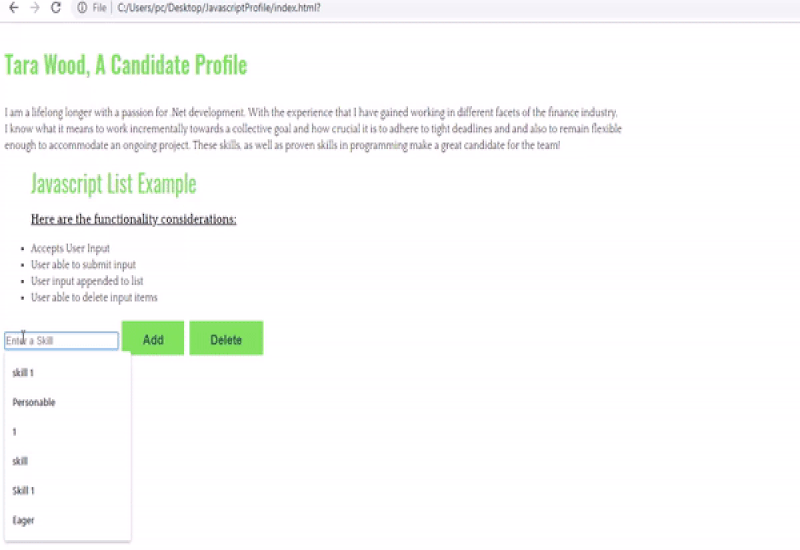 File C:/Users/pc/Desktop/JavascriptProfile/index.html?
Tara Wood, A Candidate Profile
I am a lifelong longer with a passion for .Net development. With the experience that I have gained working in different facets of the finance industry,
I know what it means to work incrementally towards a collective goal and how crucial it is to adhere to tight deadlines and and also to remain flexible
enough to accommodate an ongoing project. These skills, as well as proven skills in programming make a great candidate for the team!
Javascript List Example
Here are the functionality considerations:
Accepts User Input
User able to submit input
User input appended to list
User able to delete input items
Enter a Skill Add Delete
skill 1
Personable
1
skill
Skill 1
Eager